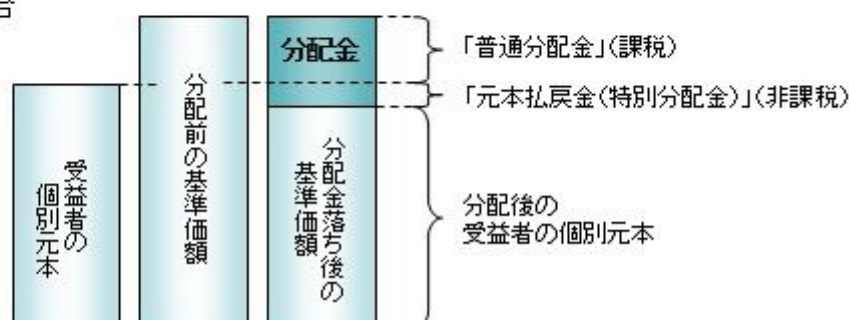 合
分配金
「普通分配金」(課税)
「元本払戻金(特別分配金)」(非課税)
受益者の
個別元本
分配前の基準価額
分配金落ち後の
基準価額
分配後の
受益者の個別元本